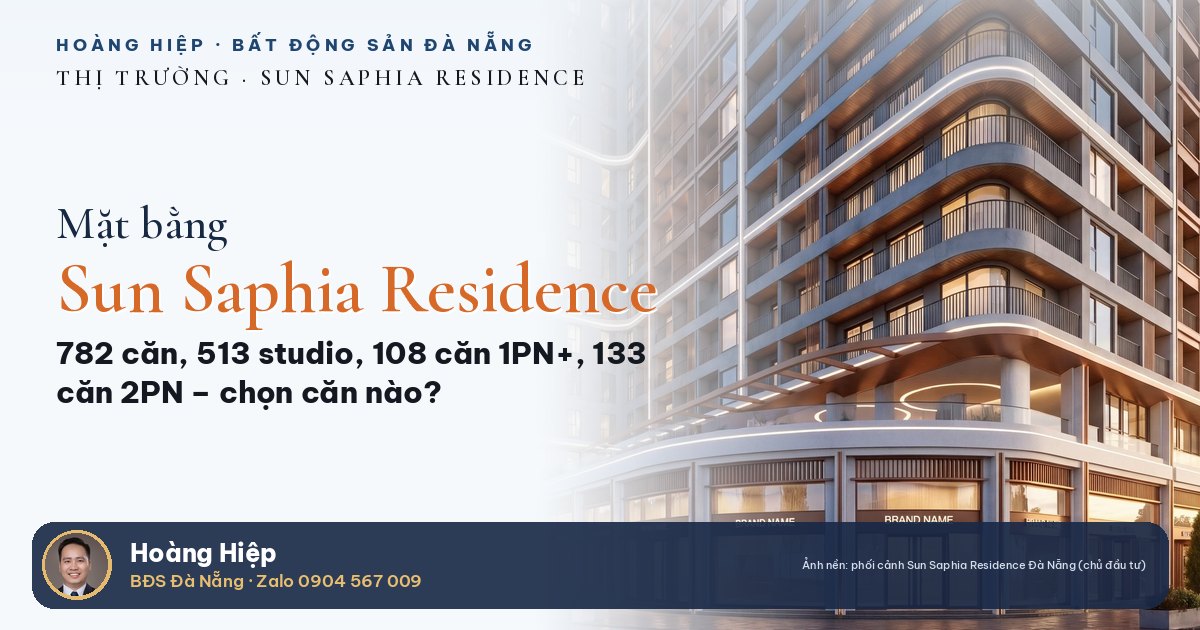 HOÀNG HIỆP · BẤT ĐỘNG SẢN ĐÀ NẴNG
THỊ TRƯỜNG · SUN SAPHIA RESIDENCE
Mặt bằng
Sun Saphia Residence
782 căn, 513 studio, 108 căn 1PN+, 133
căn 2PN – chọn căn nào?
BRAND NAME
BRAND NAME
Hoàng Hiệp
BĐS Đà Nẵng · Zalo 0904 567 009
Ảnh nền: phối cảnh Sun Saphia Residence Đà Nẵng (chủ đầu tư)